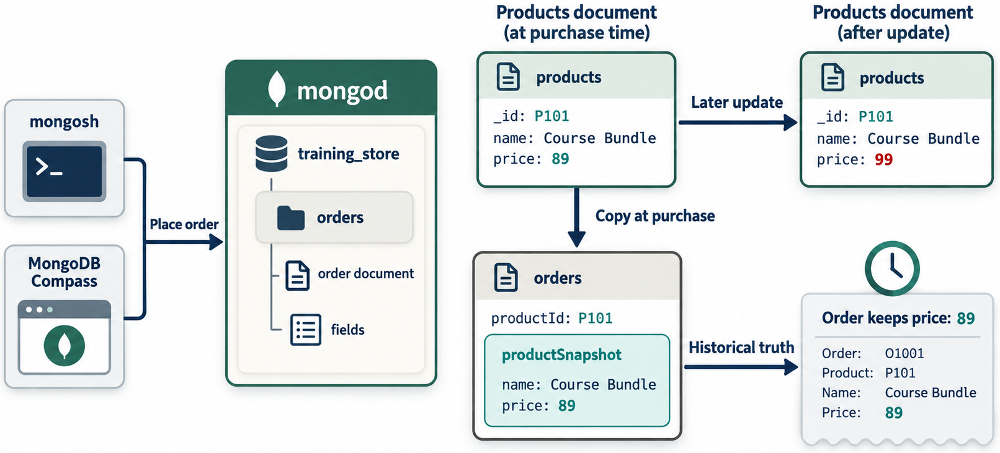 mongosh
>_
MongoDB
Compass
Place order
mongod
training_store
orders
order document
fields
Products document
(at purchase time)
products
_id: P101
name: Course Bundle
price: 89
Later update
Products document
(after update)
products
_id: P101
name: Course Bundle
price: 99
Copy at purchase
orders
productId: P101
productSnapshot
name: Course Bundle
price: 89
Historical truth
Order keeps price: 89
Order: O1001
Product: P101
Name: Course Bundle
Price: 89